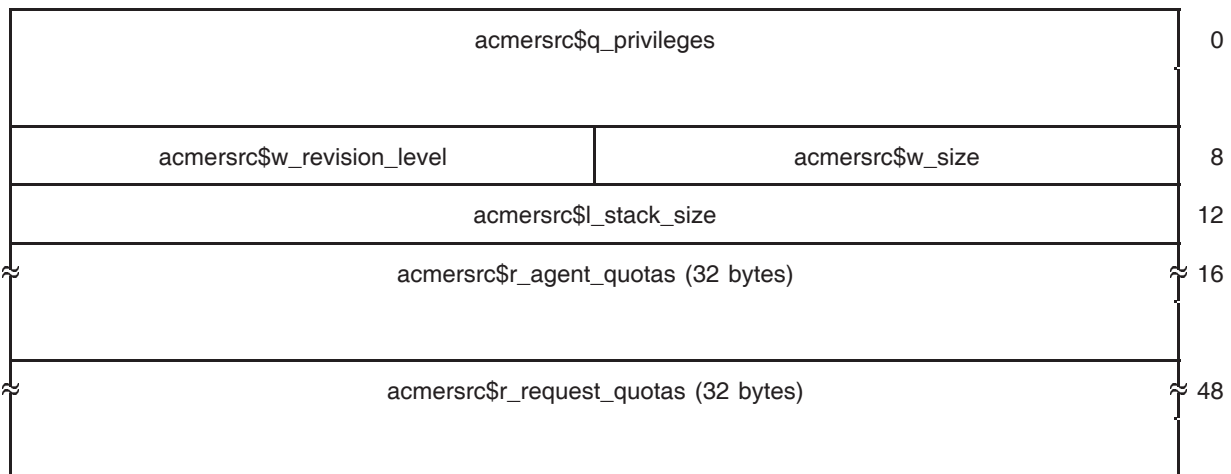 acmersrc$q_privileges 0
acmersrc$w_revision_level acmersrc$w_size 8
acmersrc$l_stack_size 12
≈ acmersrc$r_agent_quotas (32 bytes) ≈ 16
≈ acmersrc$r_request_quotas (32 bytes) ≈ 48